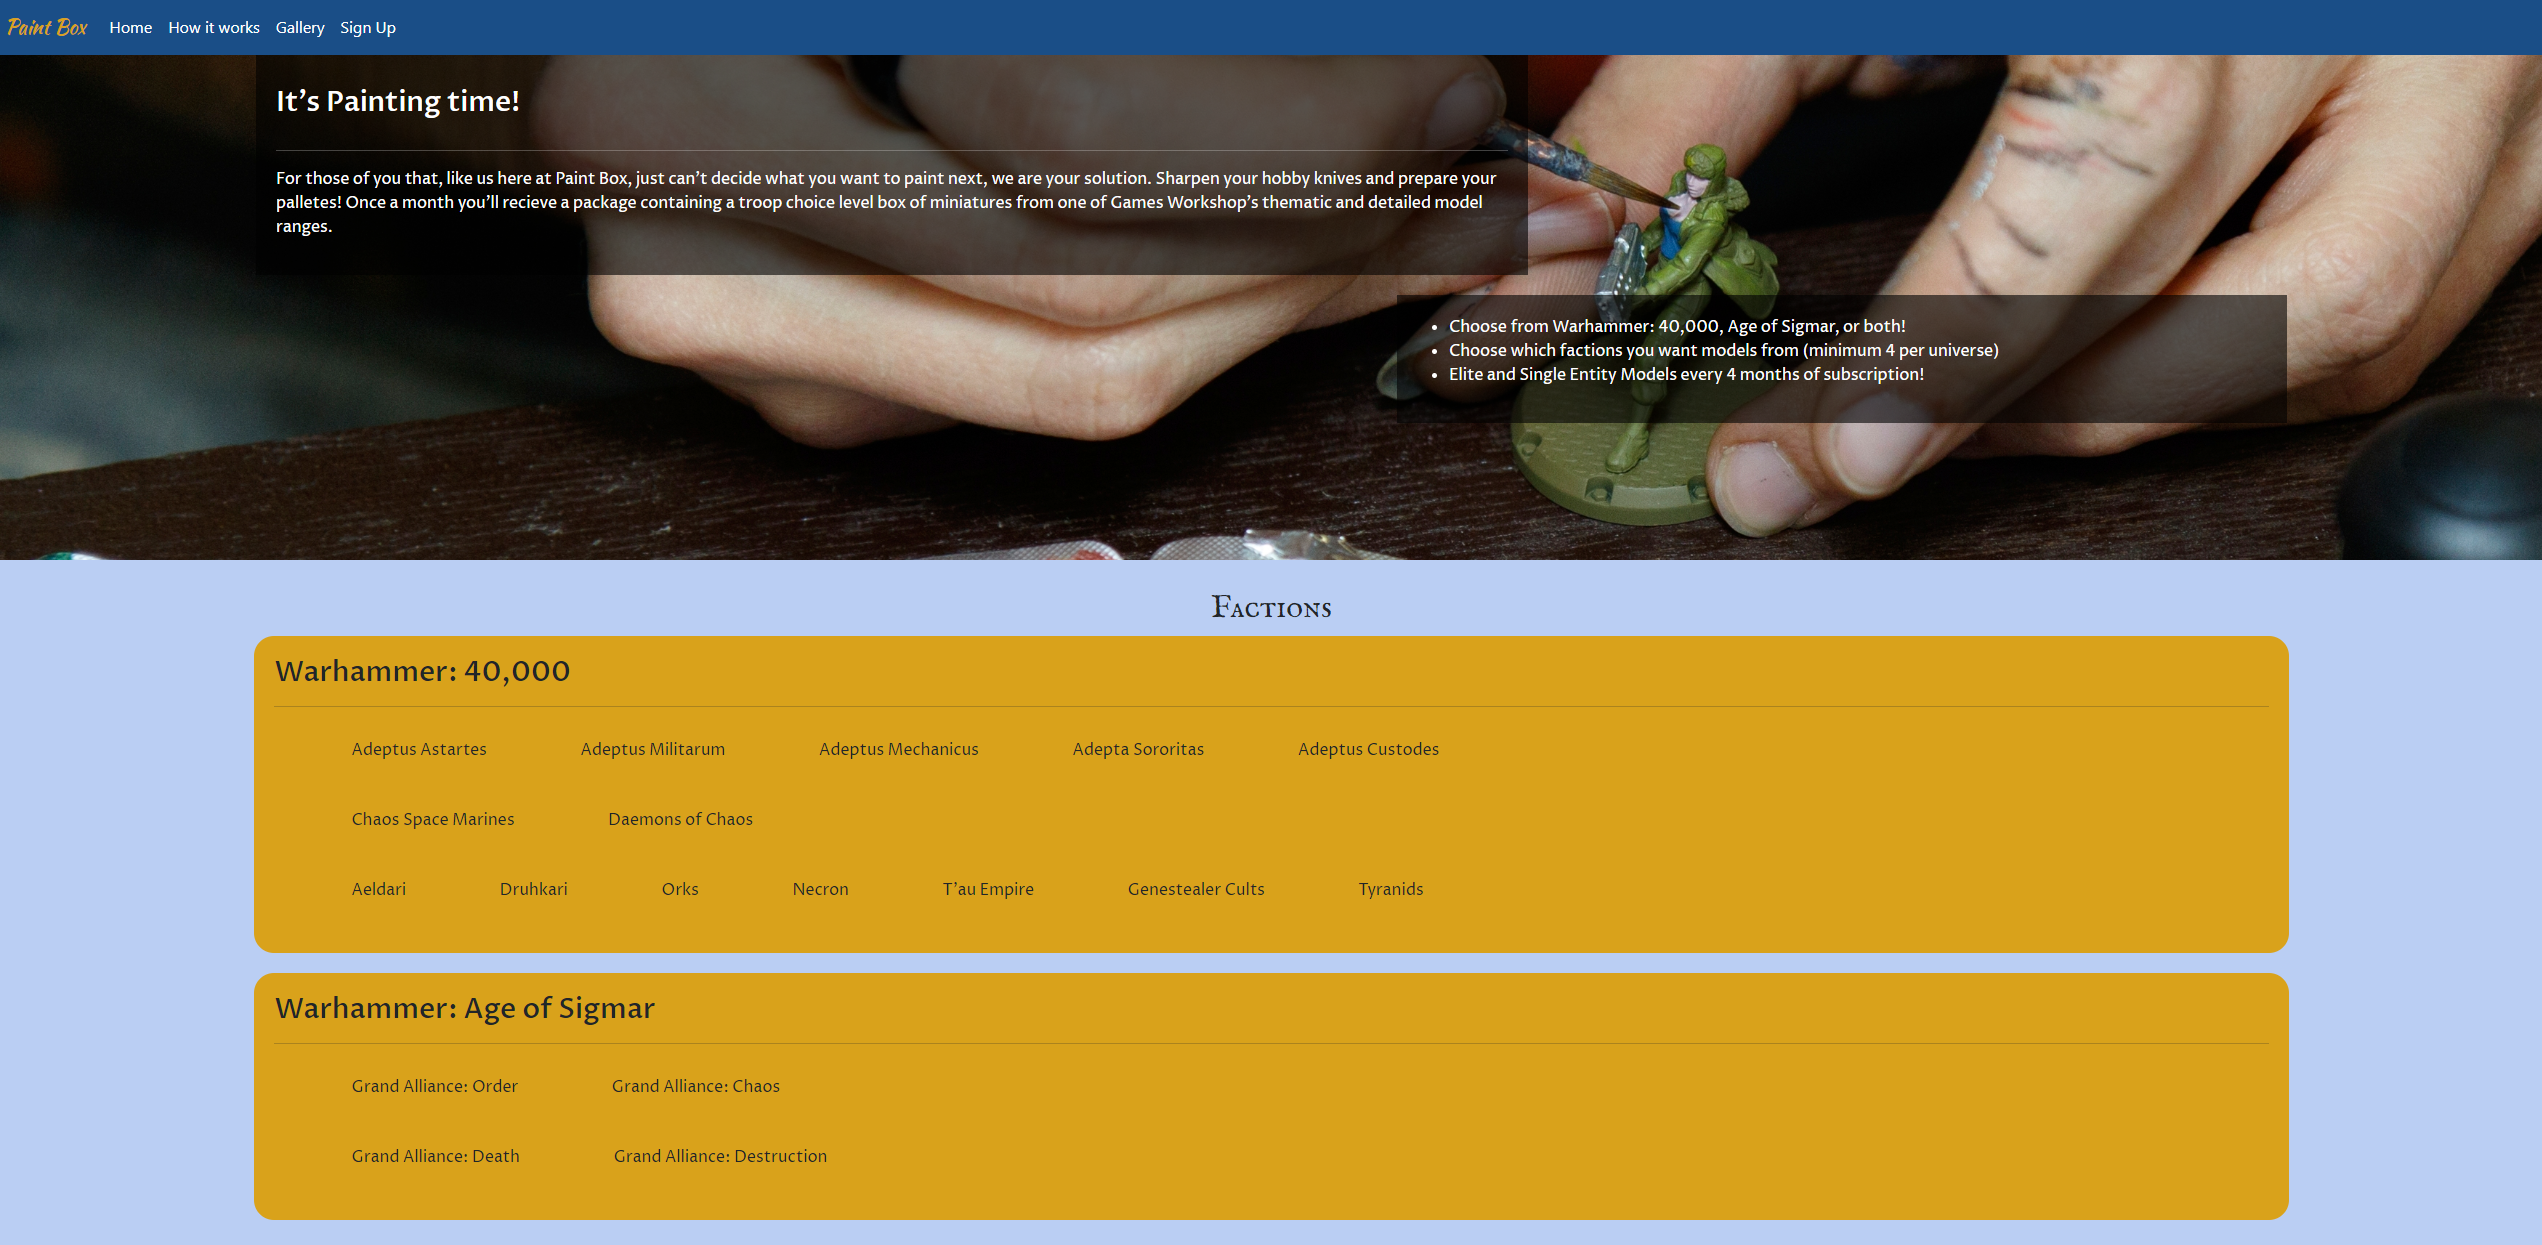 Paint Box Home How it works Gallery Sign Up
It's Painting time!
For those of you that, like us here at Paint Box, just can't decide what you want to paint next, we are your solution. Sharpen your hobby knives and prepare your
palletes! Once a month you'll recieve a package containing a troop choice level box of miniatures from one of Games Workshop's thematic and detailed model
ranges.
• Choose from Warhammer: 40,000, Age of Sigmar, or both!
• Choose which factions you want models from (minimum 4 per universe)
• Elite and Single Entity Models every 4 months of subscription!
Factions
Warhammer: 40,000
Adeptus Astartes Adeptus Militarum Adeptus Mechanicus Adepta Sororitas Adeptus Custodes
Chaos Space Marines Daemons of Chaos
Aeldari Druhkari Orks Necron T'au Empire Genestealer Cults Tyranids
Warhammer: Age of Sigmar
Grand Alliance: Order Grand Alliance: Chaos
Grand Alliance: Death Grand Alliance: Destruction